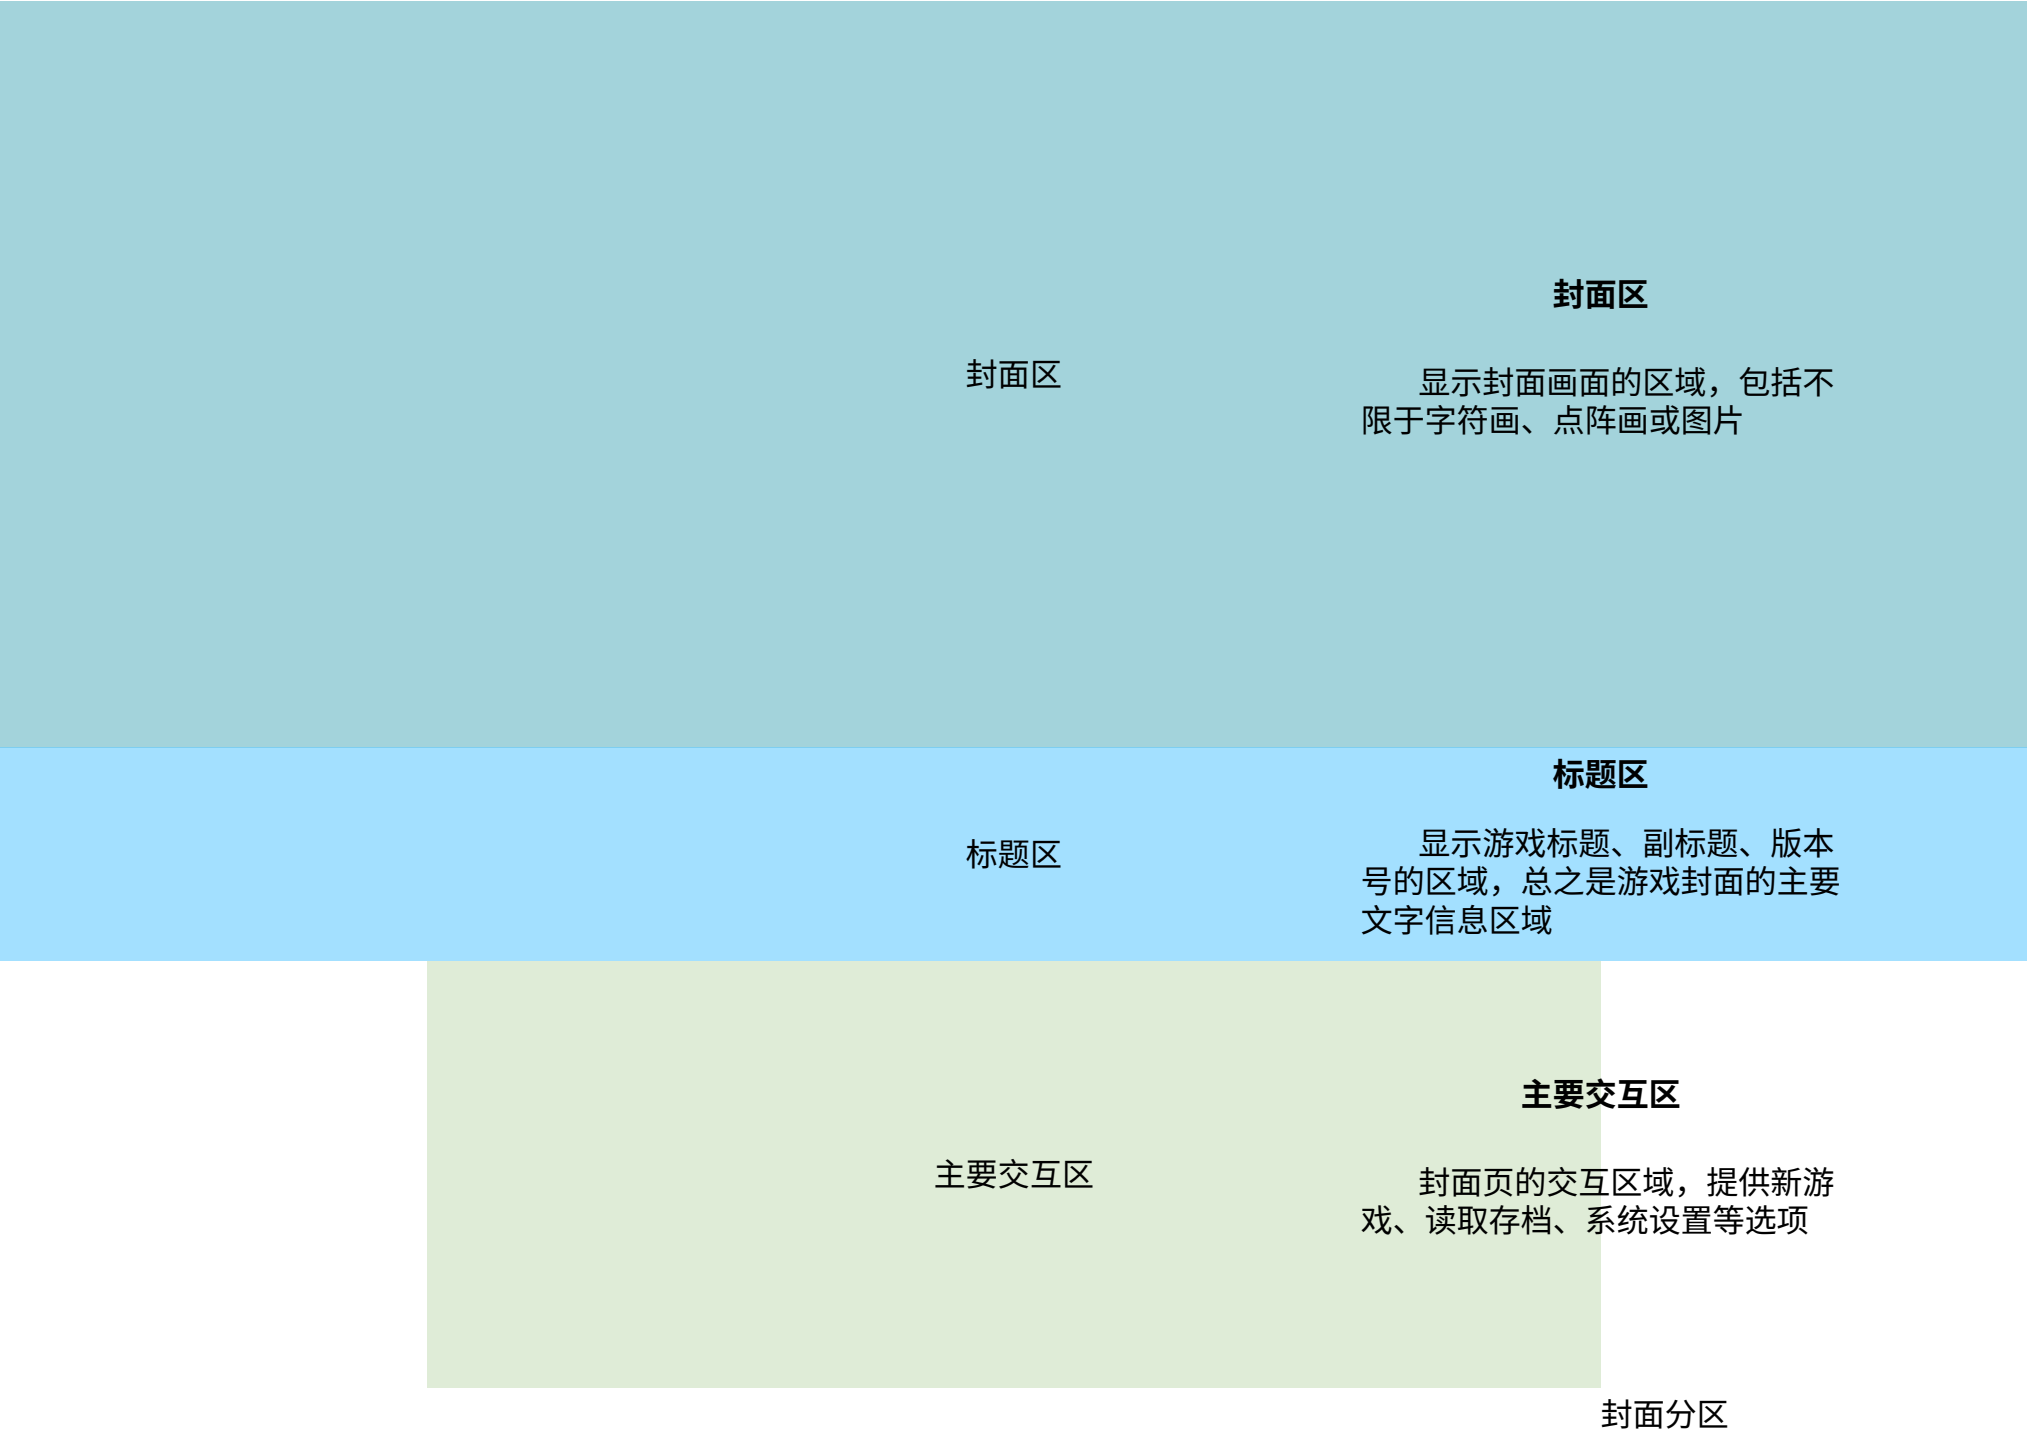 封面区
封面区
显示封面画面的区域，包括不
限于字符画、点阵画或图片
标题区
标题区
显示游戏标题、副标题、版本
号的区域，总之是游戏封面的主要
文字信息区域
主要交互区
主要交互区
封面页的交互区域，提供新游
戏、读取存档、系统设置等选项
封面分区